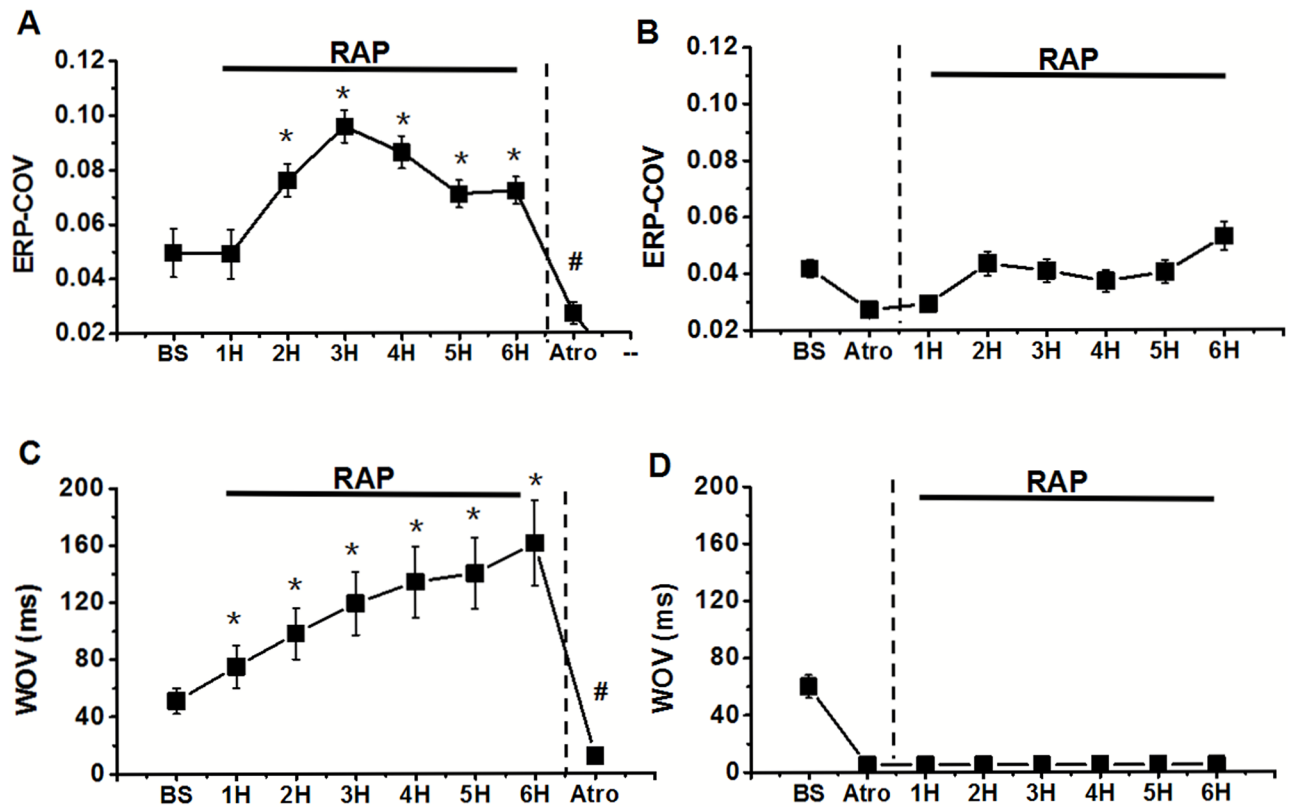 A
RAP
0.12
0.10
0.08
0.06
0.04
0.02
ERP-COV
* * * * *
#
BS 1H 2H 3H 4H 5H 6H Atro --
B
RAP
0.12
0.10
0.08
0.06
0.04
0.02
ERP-COV
BS Atro 1H 2H 3H 4H 5H 6H
C
RAP
200
160
120
80
40
0
WOV (ms)
* * * * * *
#
BS 1H 2H 3H 4H 5H 6H Atro
D
RAP
200
160
120
80
40
0
WOV (ms)
BS Atro 1H 2H 3H 4H 5H 6H